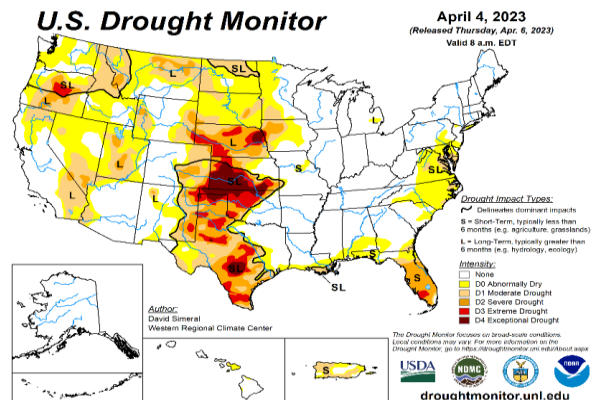 U.S. Drought Monitor
April 4, 2023
(Released Thursday, Apr. 6, 2023)
Valid 8 a.m. EDT
SL
L
L
SL
L
L
L
L
SL
L
SL
S
L
SL
S
S
SL
Drought Impact Types:
Delineates dominant impacts
S = Short-Term, typically less than
6 months (e.g. agriculture, grasslands)
L = Long-Term, typically greater than
6 months (e.g. hydrology, ecology)
Intensity:
None
D0 Abnormally Dry
D1 Moderate Drought
D2 Severe Drought
D3 Extreme Drought
D4 Exceptional Drought
Author:
David Simeral
Western Regional Climate Center
S
The Drought Monitor focuses on broad-scale conditions.
Local conditions may vary. For more information on the
Drought Monitor, go to https://droughtmonitor.unl.edu/About.aspx
USDA
NDMC
noaa
droughtmonitor.unl.edu